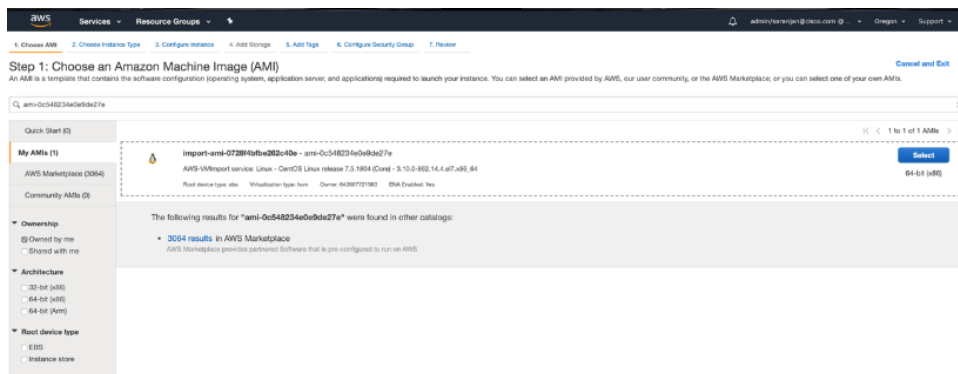 aws Services Resource Groups admin/saranjan@cisco.com @ ... Oregon Support
1. Choose AMI 2. Choose Instance Type 3. Configure Instance 4. Add Storage 5. Add Tags 6. Configure Security Group 7. Review
Step 1: Choose an Amazon Machine Image (AMI)
Cancel and Exit
An AMI is a template that contains the software configuration (operating system, application server, and applications) required to launch your instance. You can select an AMI provided by AWS, our user community, or the AWS Marketplace; or you can select one of your own AMIs.
ami-0c548234e0e9de27e
Quick Start (0)
1 to 1 of 1 AMIs
My AMIs (1)
import-ami-0728f4bfbe262c40e - ami-0c548234e0e9de27e
Select
AWS Marketplace (3064)
AWS-VMImport service: Linux - CentOS Linux release 7.5.1804 (Core) - 3.10.0-862.14.4.el7.x86_64
64-bit (x86)
Root device type: ebs Virtualization type: hvm Owner: 642667721960 ENA Enabled: Yes
Community AMIs (0)
The following results for "ami-0c548234e0e9de27e" were found in other catalogs:
Ownership
3064 results in AWS Marketplace
Owned by me
AWS Marketplace provides partnered Software that is pre-configured to run on AWS
Shared with me
Architecture
32-bit (x86)
64-bit (x86)
64-bit (Arm)
Root device type
EBS
Instance store